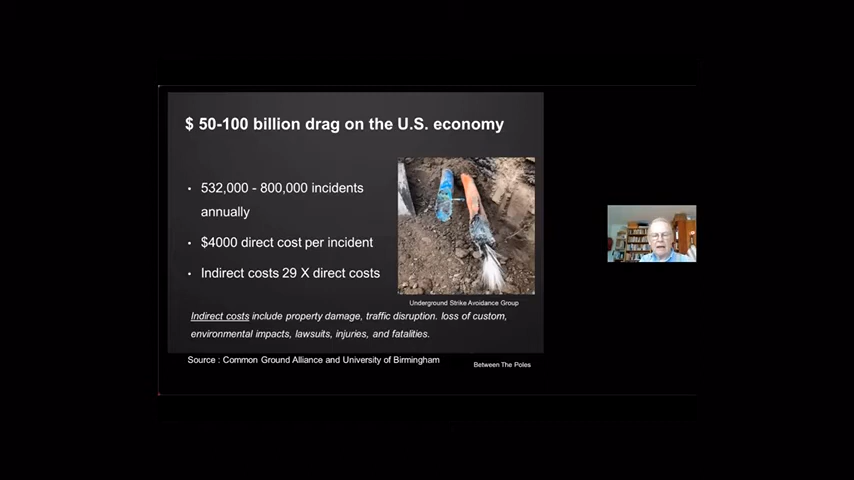 $ 50-100 billion drag on the U.S. economy
• 532,000 - 800,000 incidents
annually
• $4000 direct cost per incident
• Indirect costs 29 X direct costs
Underground Strike Avoidance Group
Indirect costs include property damage, traffic disruption. loss of custom,
environmental impacts, lawsuits, injuries, and fatalities.
Source : Common Ground Alliance and University of Birmingham
Between The Poles